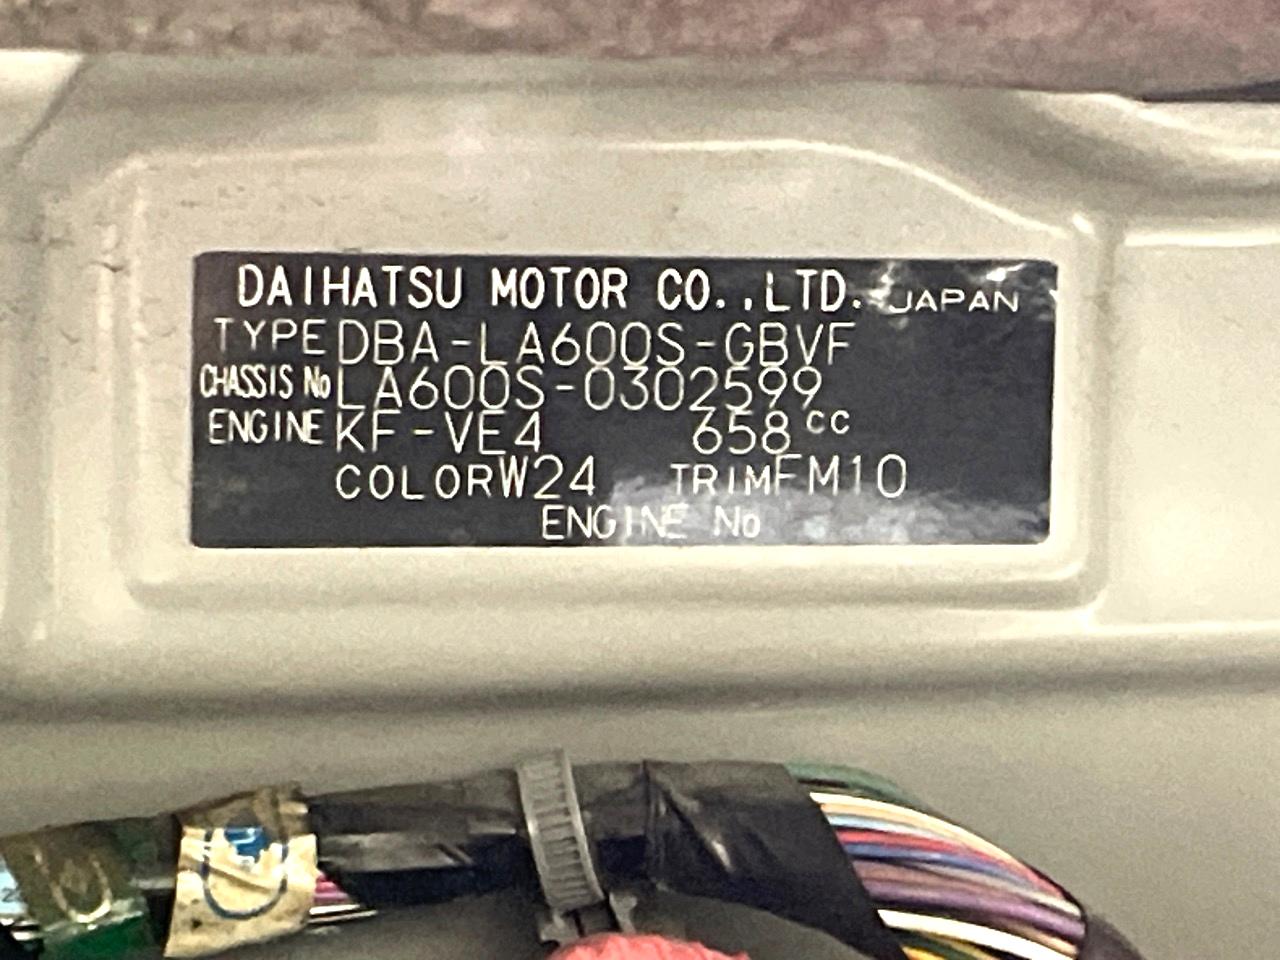 DAIHATSU MOTOR CO.,LTD. JAPAN
TYPE DBA-LA600S-GBVF
CHASSIS No LA600S-0302599
ENGINE KF-VE4 658cc
COLOR W24 TRIM FM10
ENGINE No